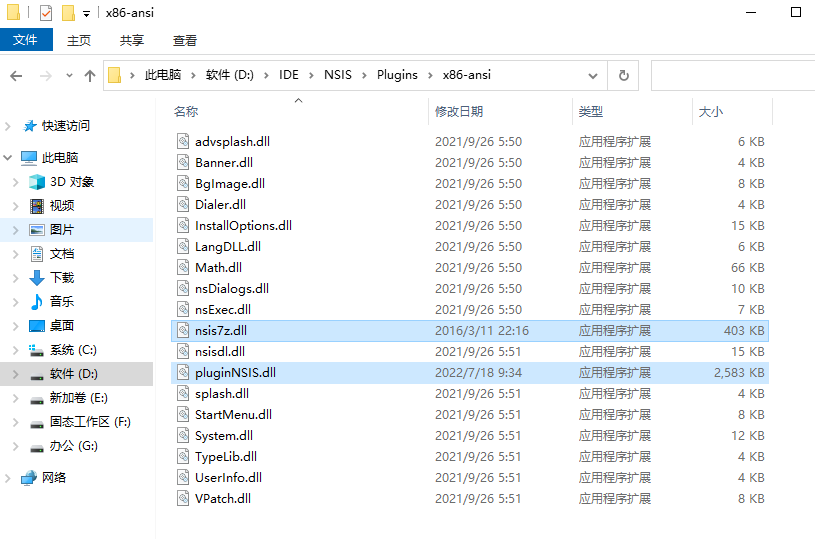 x86-ansi
文件 主页 共享 查看
此电脑 软件 (D:) IDE NSIS Plugins x86-ansi
名称 修改日期 类型 大小
快速访问
此电脑
3D 对象
视频
图片
文档
下载
音乐
桌面
系统 (C:)
软件 (D:)
新加卷 (E:)
固态工作区 (F:)
办公 (G:)
网络
advsplash.dll 2021/9/26 5:50 应用程序扩展 6 KB
Banner.dll 2021/9/26 5:50 应用程序扩展 4 KB
BgImage.dll 2021/9/26 5:50 应用程序扩展 8 KB
Dialer.dll 2021/9/26 5:50 应用程序扩展 4 KB
InstallOptions.dll 2021/9/26 5:50 应用程序扩展 15 KB
LangDLL.dll 2021/9/26 5:50 应用程序扩展 6 KB
Math.dll 2021/9/26 5:50 应用程序扩展 66 KB
nsDialogs.dll 2021/9/26 5:50 应用程序扩展 10 KB
nsExec.dll 2021/9/26 5:50 应用程序扩展 7 KB
nsis7z.dll 2016/3/11 22:16 应用程序扩展 403 KB
nsisdl.dll 2021/9/26 5:51 应用程序扩展 15 KB
pluginNSIS.dll 2022/7/18 9:34 应用程序扩展 2,583 KB
splash.dll 2021/9/26 5:51 应用程序扩展 4 KB
StartMenu.dll 2021/9/26 5:51 应用程序扩展 8 KB
System.dll 2021/9/26 5:51 应用程序扩展 12 KB
TypeLib.dll 2021/9/26 5:51 应用程序扩展 4 KB
UserInfo.dll 2021/9/26 5:51 应用程序扩展 4 KB
VPatch.dll 2021/9/26 5:51 应用程序扩展 8 KB